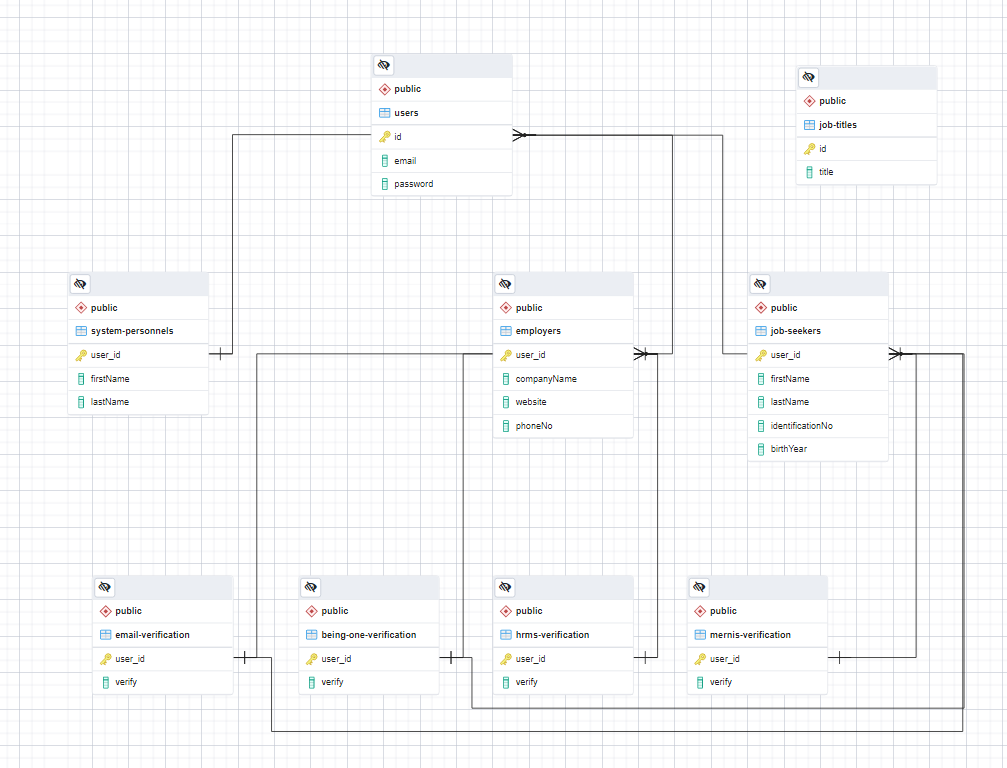 public
users
id
email
password
public
job-titles
id
title
public
system-personnels
user_id
firstName
lastName
public
employers
user_id
companyName
website
phoneNo
public
job-seekers
user_id
firstName
lastName
identificationNo
birthYear
public
email-verification
user_id
verify
public
being-one-verification
user_id
verify
public
hrms-verification
user_id
verify
public
mernis-verification
user_id
verify